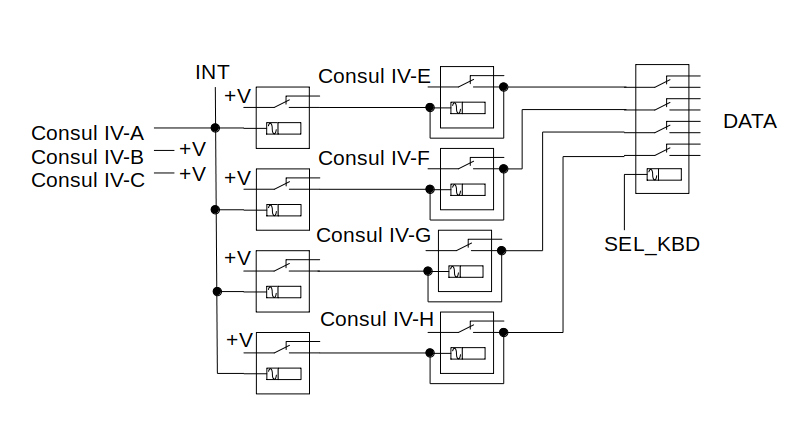 INT
Consul IV-E
+V
DATA
Consul IV-A
Consul IV-B +V
Consul IV-C +V
+V
Consul IV-F
Consul IV-G
SEL_KBD
+V
Consul IV-H
+V